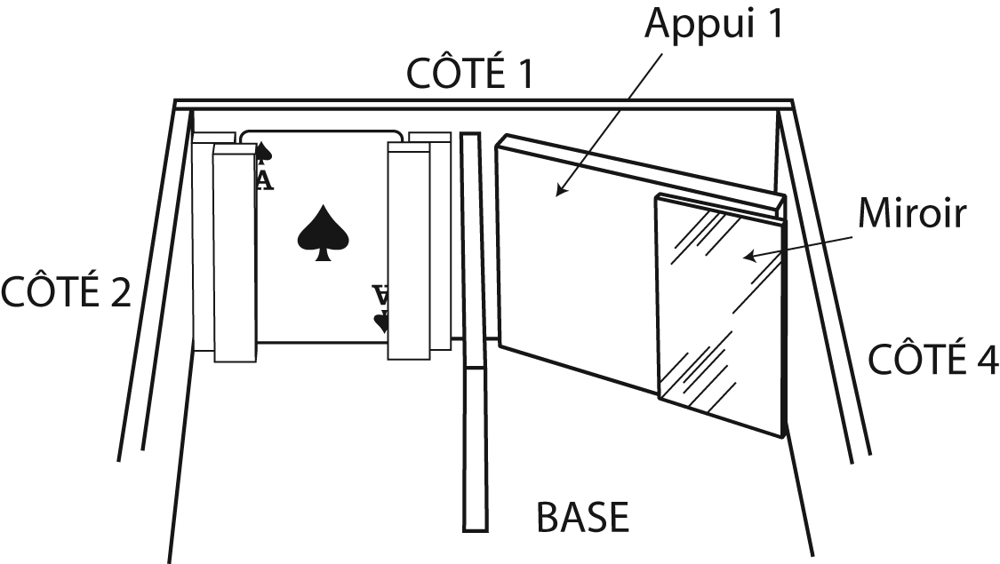 Appui 1
CÔTÉ 1
A
Miroir
CÔTÉ 2
A
CÔTÉ 4
BASE